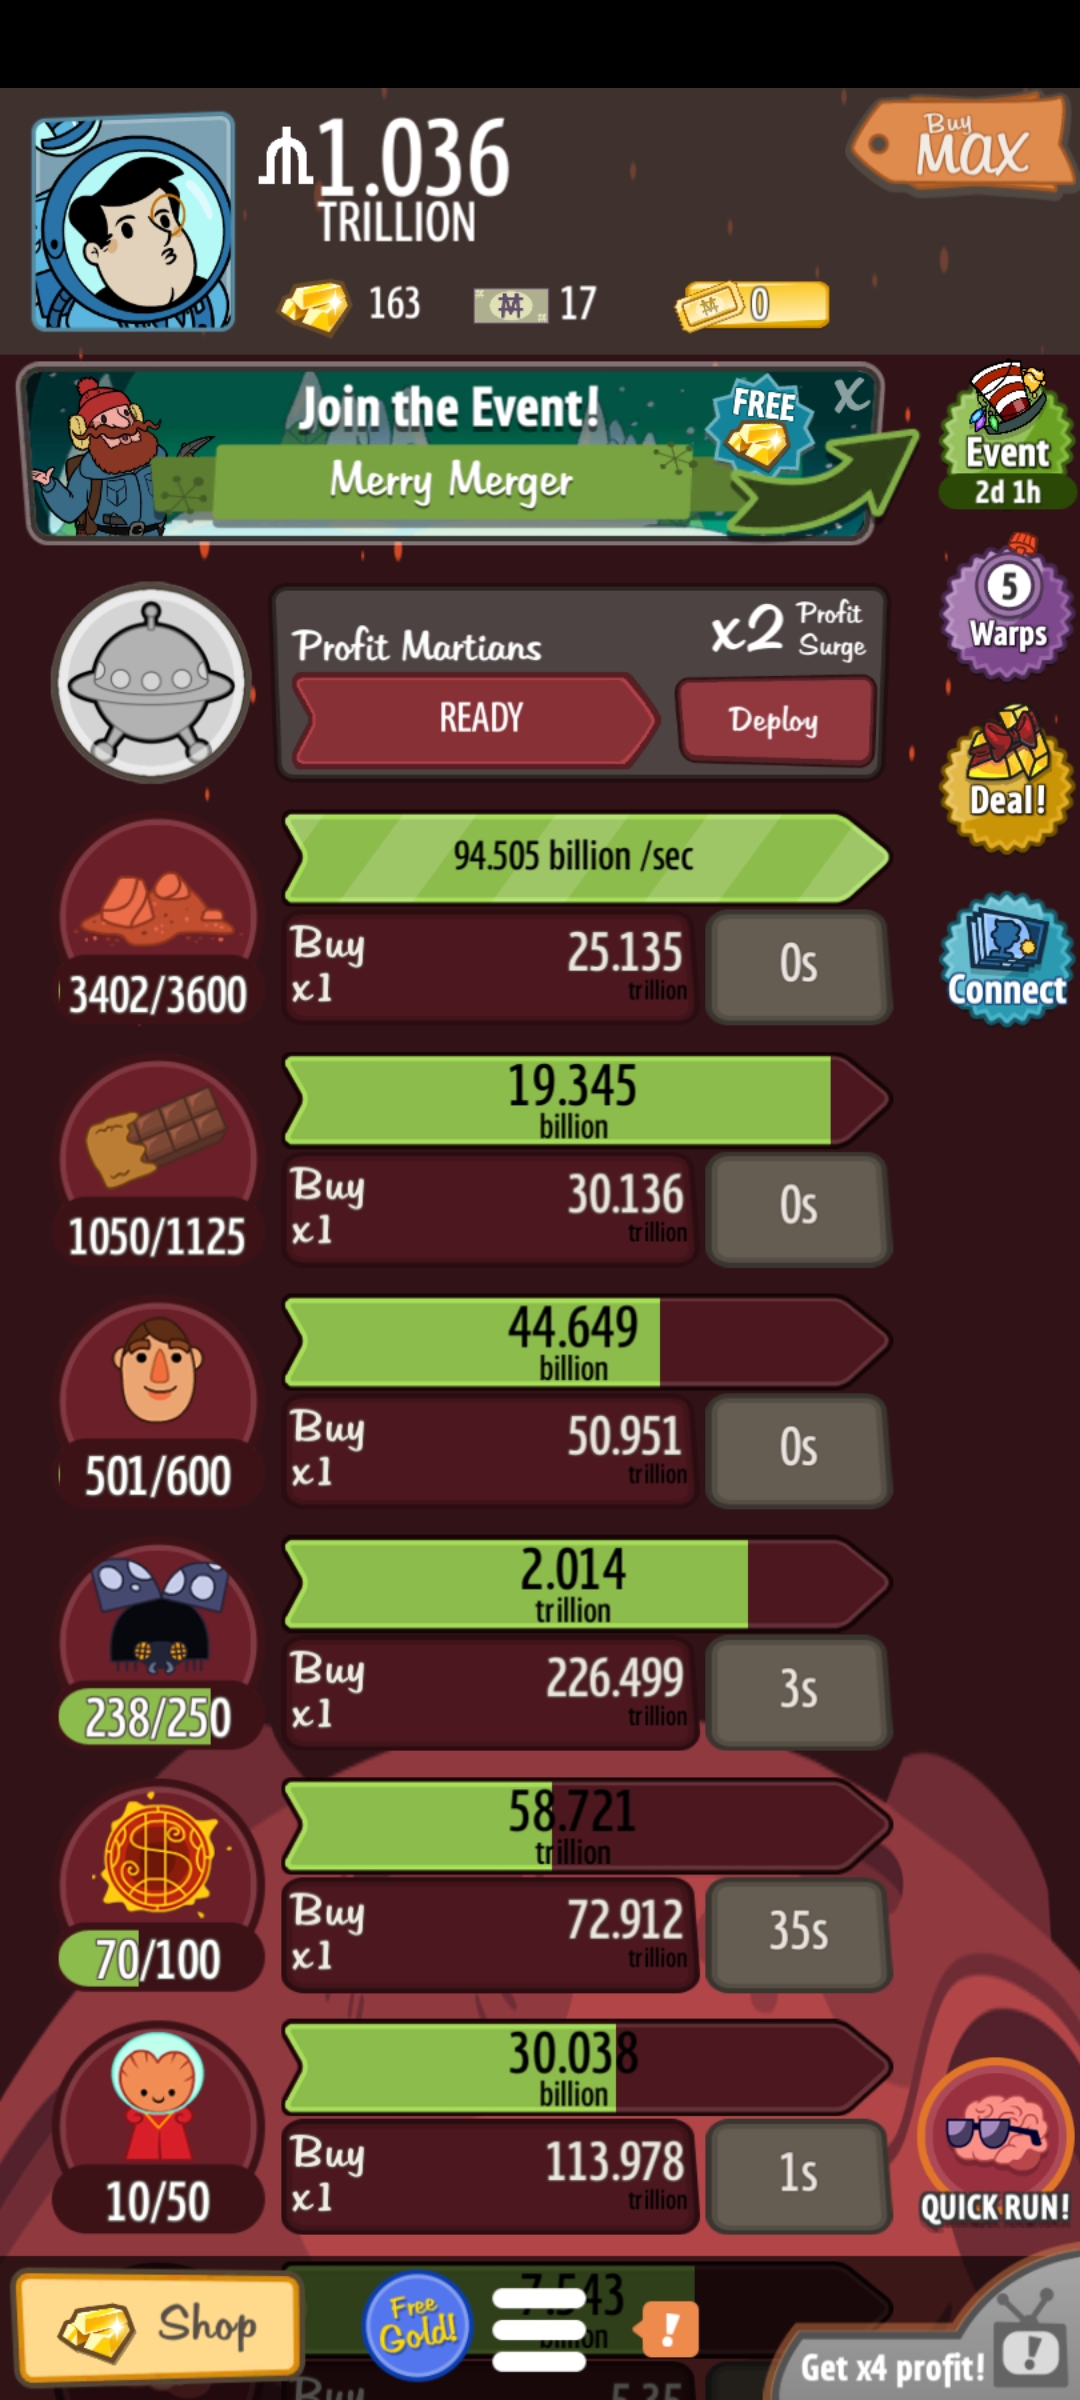 1.036
TRILLION
Buy
MAX
163
17
0
Join the Event!
Merry Merger
FREE
X
Event
2d 1h
5
Warps
Profit Martians
x2 Profit
Surge
READY
Deploy
Deal!
94.505 billion /sec
Buy
x1
25.135
trillion
0s
3402/3600
Connect
19.345
billion
Buy
x1
30.136
trillion
0s
1050/1125
44.649
billion
Buy
x1
50.951
trillion
0s
501/600
2.014
trillion
Buy
x1
226.499
trillion
3s
238/250
58.721
trillion
Buy
x1
72.912
trillion
35s
70/100
30.038
billion
Buy
x1
113.978
trillion
1s
10/50
QUICK RUN!
Shop
Free
Gold!
!
Get x4 profit!
!
Buy